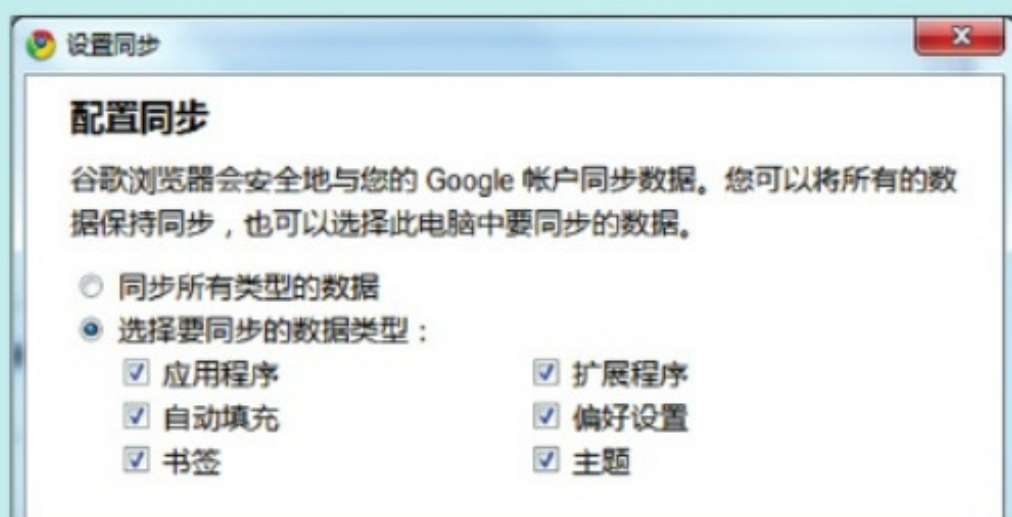 设置同步
配置同步
谷歌浏览器会安全地与您的 Google 帐户同步数据。您可以将所有的数
据保持同步，也可以选择此电脑中要同步的数据。
同步所有类型的数据
选择要同步的数据类型：
应用程序 扩展程序
自动填充 偏好设置
书签 主题